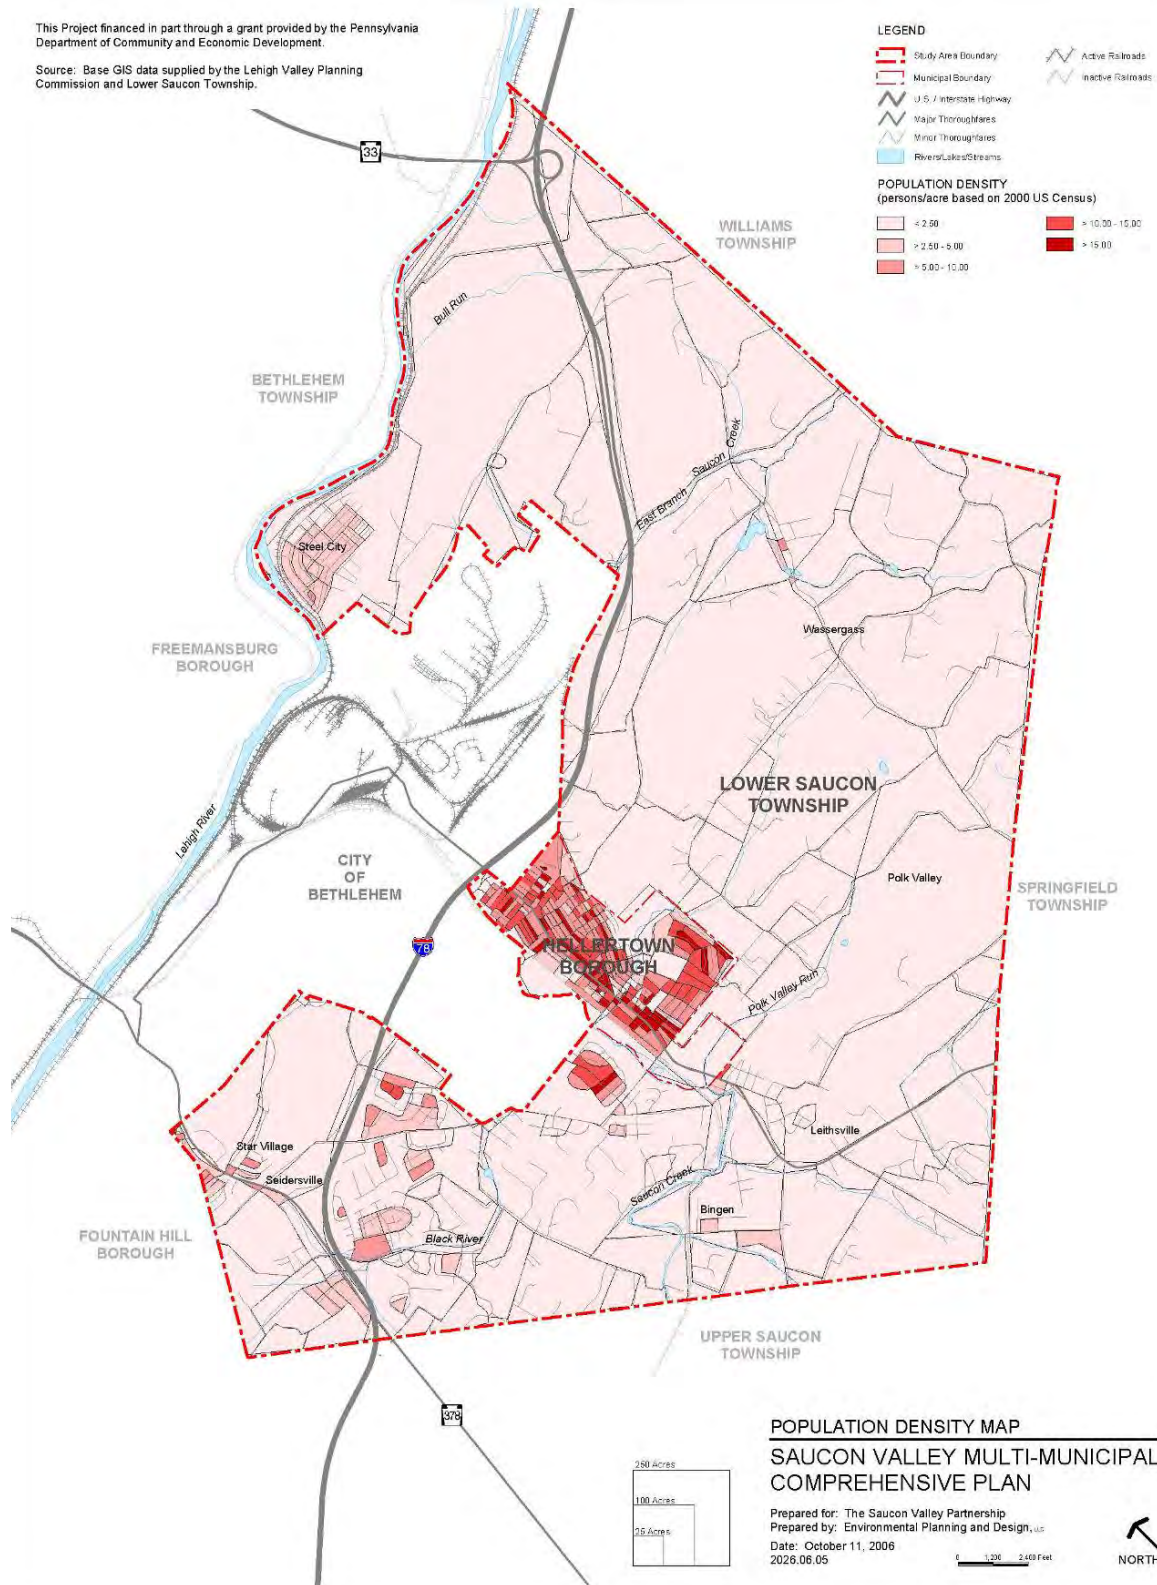 This Project financed in part through a grant provided by the Pennsylvania
Department of Community and Economic Development.
Source: Base GIS data supplied by the Lehigh Valley Planning
Commission and Lower Saucon Township.
LEGEND
Study Area Boundary
Municipal Boundary
U.S. / Interstate Highway
Major Thoroughfares
Minor Thoroughfares
Rivers/Lakes/Streams
Active Railroads
Inactive Railroads
POPULATION DENSITY
(persons/acre based on 2000 US Census)
< 2.50
> 2.50 - 5.00
> 5.00 - 10.00
> 10.00 - 15.00
> 15.00
33
WILLIAMS
TOWNSHIP
Bull Run
BETHLEHEM
TOWNSHIP
East Branch Saucon Creek
Steel City
Wassergass
FREEMANSBURG
BOROUGH
LOWER SAUCON
TOWNSHIP
Lehigh River
CITY
OF
BETHLEHEM
Polk Valley
SPRINGFIELD
TOWNSHIP
78
HELLERTOWN
BOROUGH
Polk Valley Run
Leithsville
Star Village
Seidersville
Saucon Creek
Bingen
Black River
FOUNTAIN HILL
BOROUGH
UPPER SAUCON
TOWNSHIP
378
250 Acres
100 Acres
25 Acres
POPULATION DENSITY MAP
SAUCON VALLEY MULTI-MUNICIPAL
COMPREHENSIVE PLAN
Prepared for: The Saucon Valley Partnership
Prepared by: Environmental Planning and Design,
Date: October 11, 2006
2026.06.05
0 1,200 2,400 Feet
NORTH